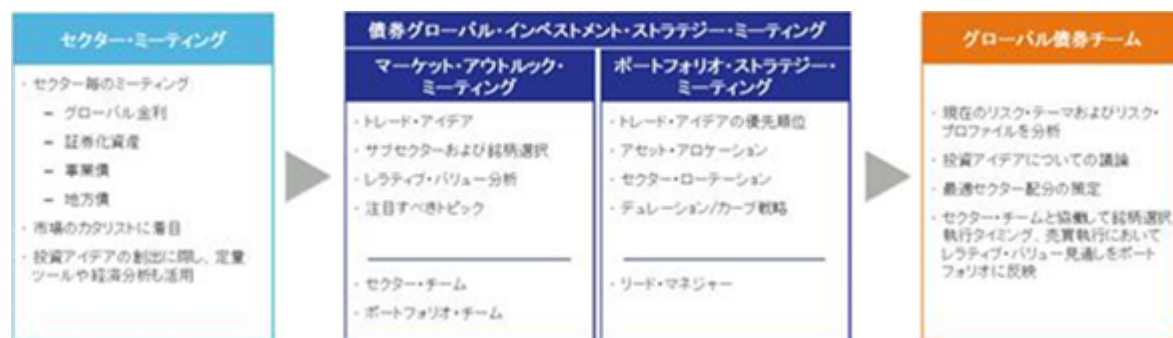 セクター・ミーティング
・セクター毎のミーティング
− グローバル金利
− 証券化資産
− 事業債
− 地方債
・市場のカタリストに着目
・投資アイデアの創出に際し、定量
ツールや経済分析も活用
債券グローバル・インベストメント・ストラテジー・ミーティング
マーケット・アウトルック・
ミーティング
・トレード・アイデア
・サブセクターおよび銘柄選択
・レラティブ・バリュー分析
・注目すべきトピック
・セクター・チーム
・ポートフォリオ・チーム
ポートフォリオ・ストラテジー・
ミーティング
・トレード・アイデアの優先順位
・アセット・アロケーション
・セクター・ローテーション
・デュレーション/カーブ戦略
・リード・マネジャー
グローバル債券チーム
・現在のリスク・テーマおよびリスク・
プロファイルを分析
・投資アイデアについての議論
・最適セクター配分の策定
・セクター・チームと協働して銘柄選択
執行タイミング、売買執行において
レラティブ・バリュー見通しをポート
フォリオに反映